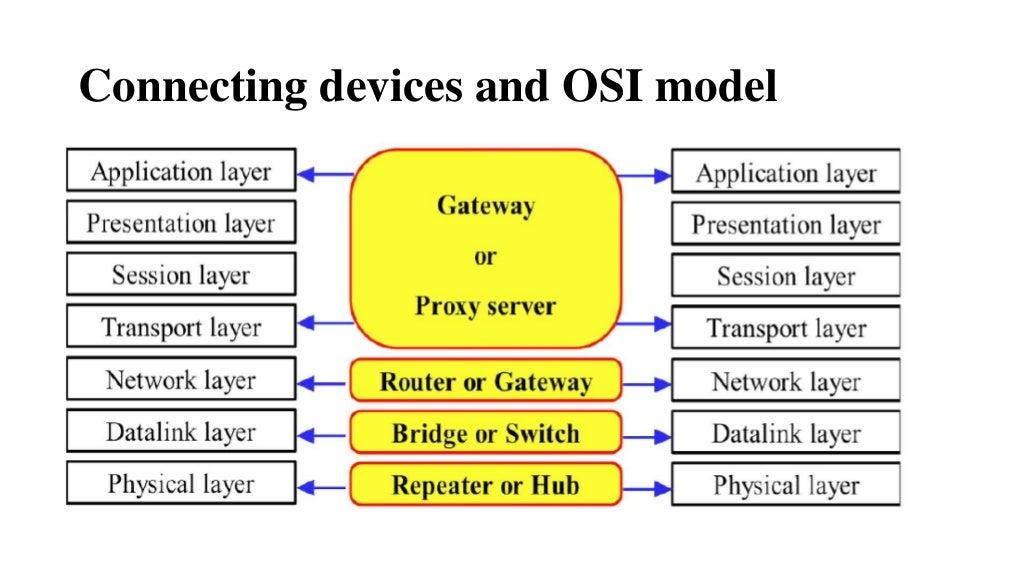 Connecting devices and OSI model
Application layer
Presentation layer
Session layer
Transport layer
Network layer
Datalink layer
Physical layer
Gateway
or
Proxy server
Router or Gateway
Bridge or Switch
Repeater or Hub
Application layer
Presentation layer
Session layer
Transport layer
Network layer
Datalink layer
Physical layer